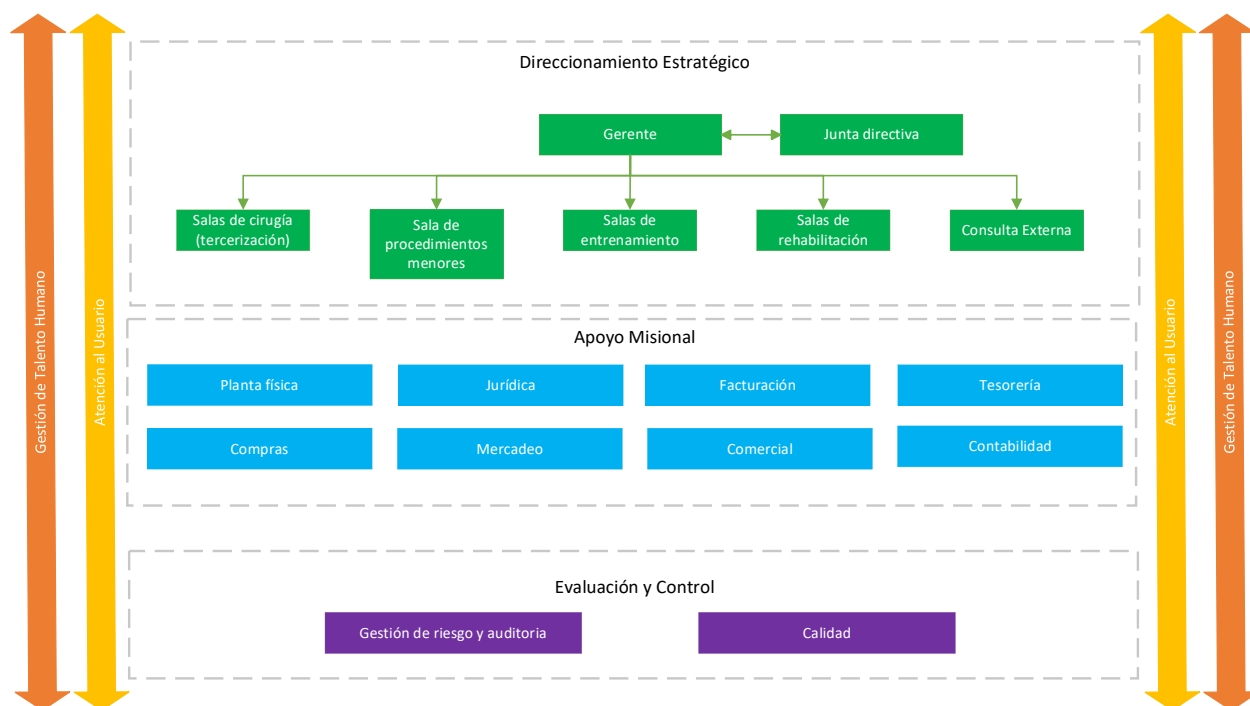 Direccionamiento Estratégico
Gerente
Junta directiva
Salas de cirugía
(tercerización)
Sala de
procedimientos
menores
Salas de
entrenamiento
Salas de
rehabilitación
Consulta Externa
Gestión de Talento Humano
Atención al Usuario
Apoyo Misional
Planta física
Jurídica
Facturación
Tesorería
Compras
Mercadeo
Comercial
Contabilidad
Atención al Usuario
Gestión de Talento Humano
Evaluación y Control
Gestión de riesgo y auditoria
Calidad